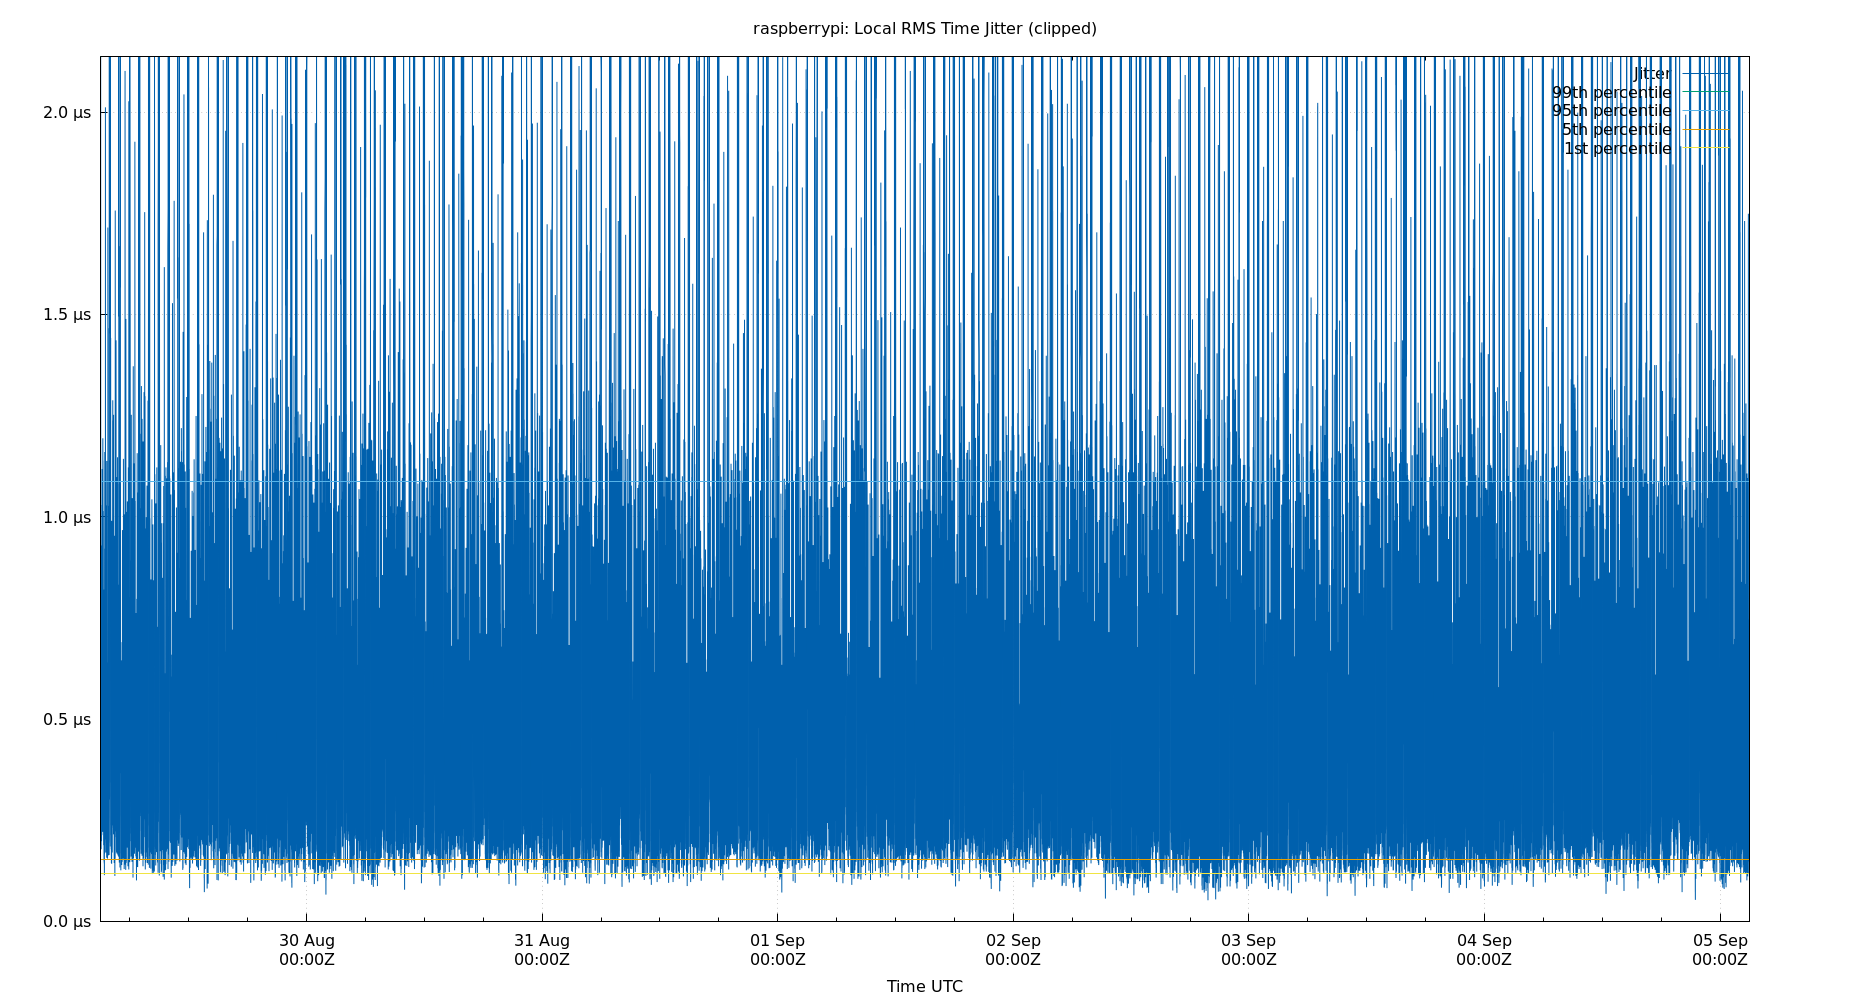 raspberrypi: Local RMS Time Jitter (clipped)
Jitter
99th percentile
95th percentile
5th percentile
1st percentile
2.0 µs
1.5 µs
1.0 µs
0.5 µs
0.0 µs
30 Aug 31 Aug 01 Sep 02 Sep 03 Sep 04 Sep 05 Sep
00:00Z 00:00Z 00:00Z 00:00Z 00:00Z 00:00Z 00:00Z
Time UTC